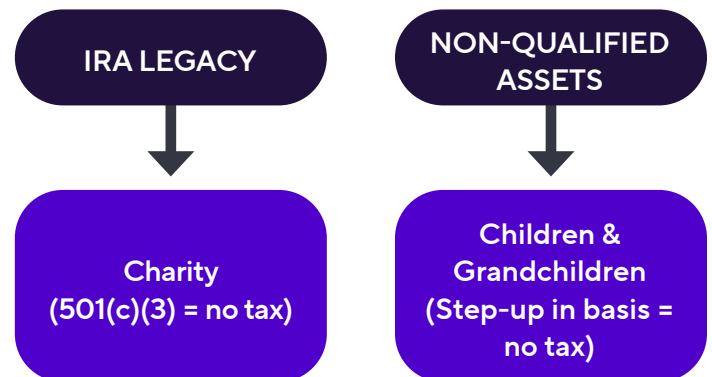 IRA LEGACY
NON-QUALIFIED
ASSETS
Charity
(501(c)(3) = no tax)
Children &
Grandchildren
(Step-up in basis =
no tax)